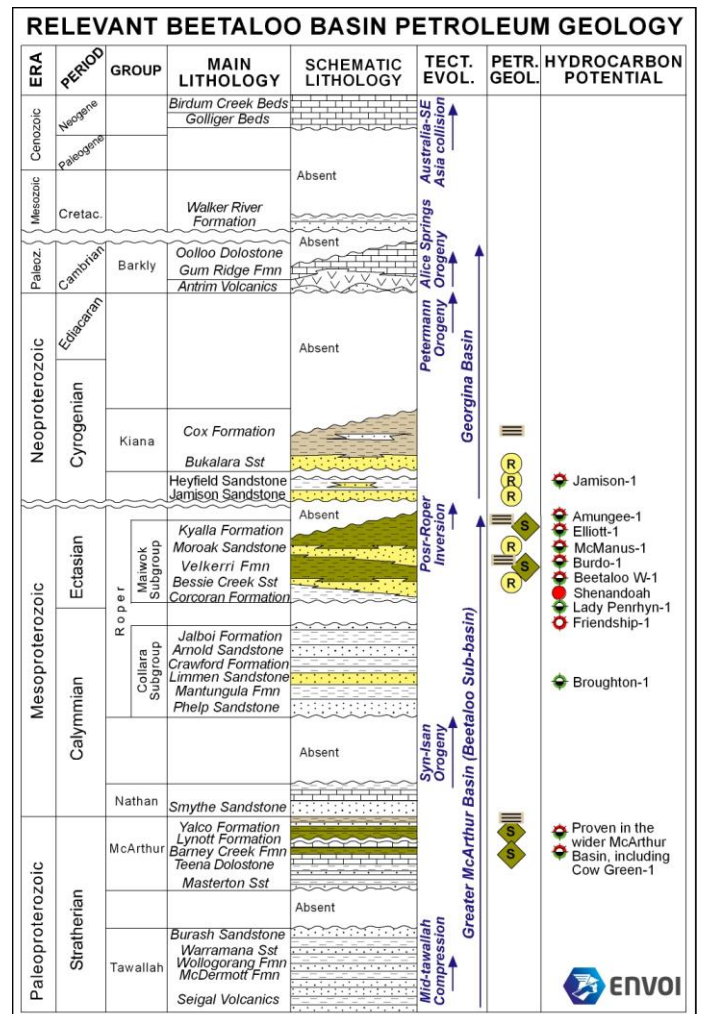 RELEVANT BEETALOO BASIN PETROLEUM GEOLOGY
ERA
PERIOD
GROUP
MAIN
LITHOLOGY
SCHEMATIC
LITHOLOGY
TECT.
EVOL.
PETR.
GEOL.
HYDROCARBON
POTENTIAL
Cenozoic
Neogene
Paleogene
Birdum Creek Beds
Golliger Beds
Absent
Australia-SE
Asia collision
Mesozoic
Cretac.
Walker River
Formation
Paleoz.
Cambrian
Barkly
Oolloo Dolostone
Gum Ridge Fmn
Antrim Volcanics
Absent
Alice Springs
Orogeny
Neoproterozoic
Ediacaran
Absent
Petermann
Orogeny
Georgina Basin
Cyrogenian
Kiana
Cox Formation
Bukalara Sst
R
Heyfield Sandstone
R
Jamison-1
Jamison Sandstone
R
Mesoproterozoic
Ectasian
Roper
Maiwok
Subgroup
Absent
Kyalla Formation
Moroak Sandstone
Velkerri Fmn
Bessie Creek Sst
Corcoran Formation
Posr-Roper
Inversion
S
R
S
R
Amungee-1
Elliott-1
McManus-1
Burdo-1
Beetaloo W-1
Shenandoah
Lady Penrhyn-1
Friendship-1
Calymmian
Collara
Subgroup
Jalboi Formation
Arnold Sandstone
Crawford Formation
Limmen Sandstone
Mantungula Fmn
Phelp Sandstone
Broughton-1
Absent
Syn-Isan
Orogeny
Greater McArthur Basin (Beetaloo Sub-basin)
Nathan
Smythe Sandstone
Paleoproterozoic
Stratherian
McArthur
Yalco Formation
Lynott Formation
Barney Creek Fmn
Teena Dolostone
Masterton Sst
S
S
Proven in the
wider McArthur
Basin, including
Cow Green-1
Absent
Tawallah
Burash Sandstone
Warramana Sst
Wollogorang Fmn
McDermott Fmn
Seigal Volcanics
Mid-tawallah
Compression
ENVOI